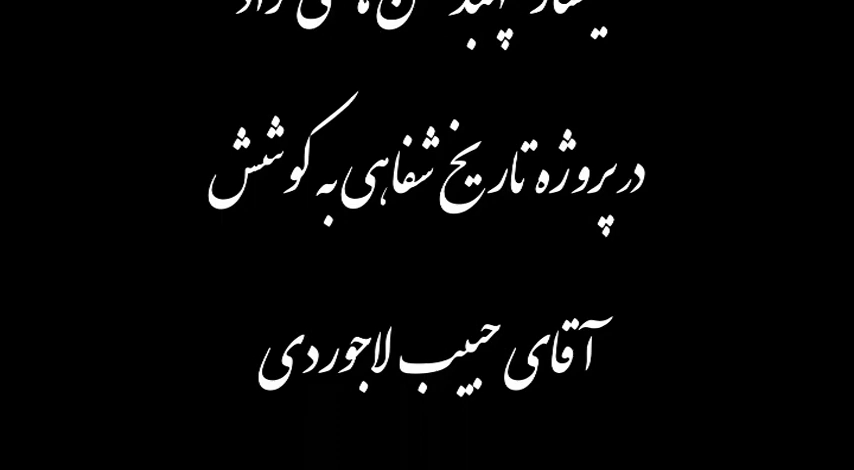 در پروژه تاریخ شفاهی به کوشش
آقای حبیب لاجوردی